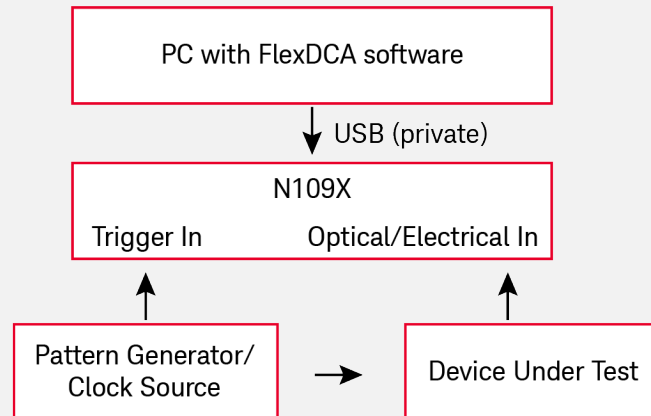 PC with FlexDCA software
USB (private)
N109X
Trigger In
Optical/Electrical In
Pattern Generator/
Clock Source
Device Under Test